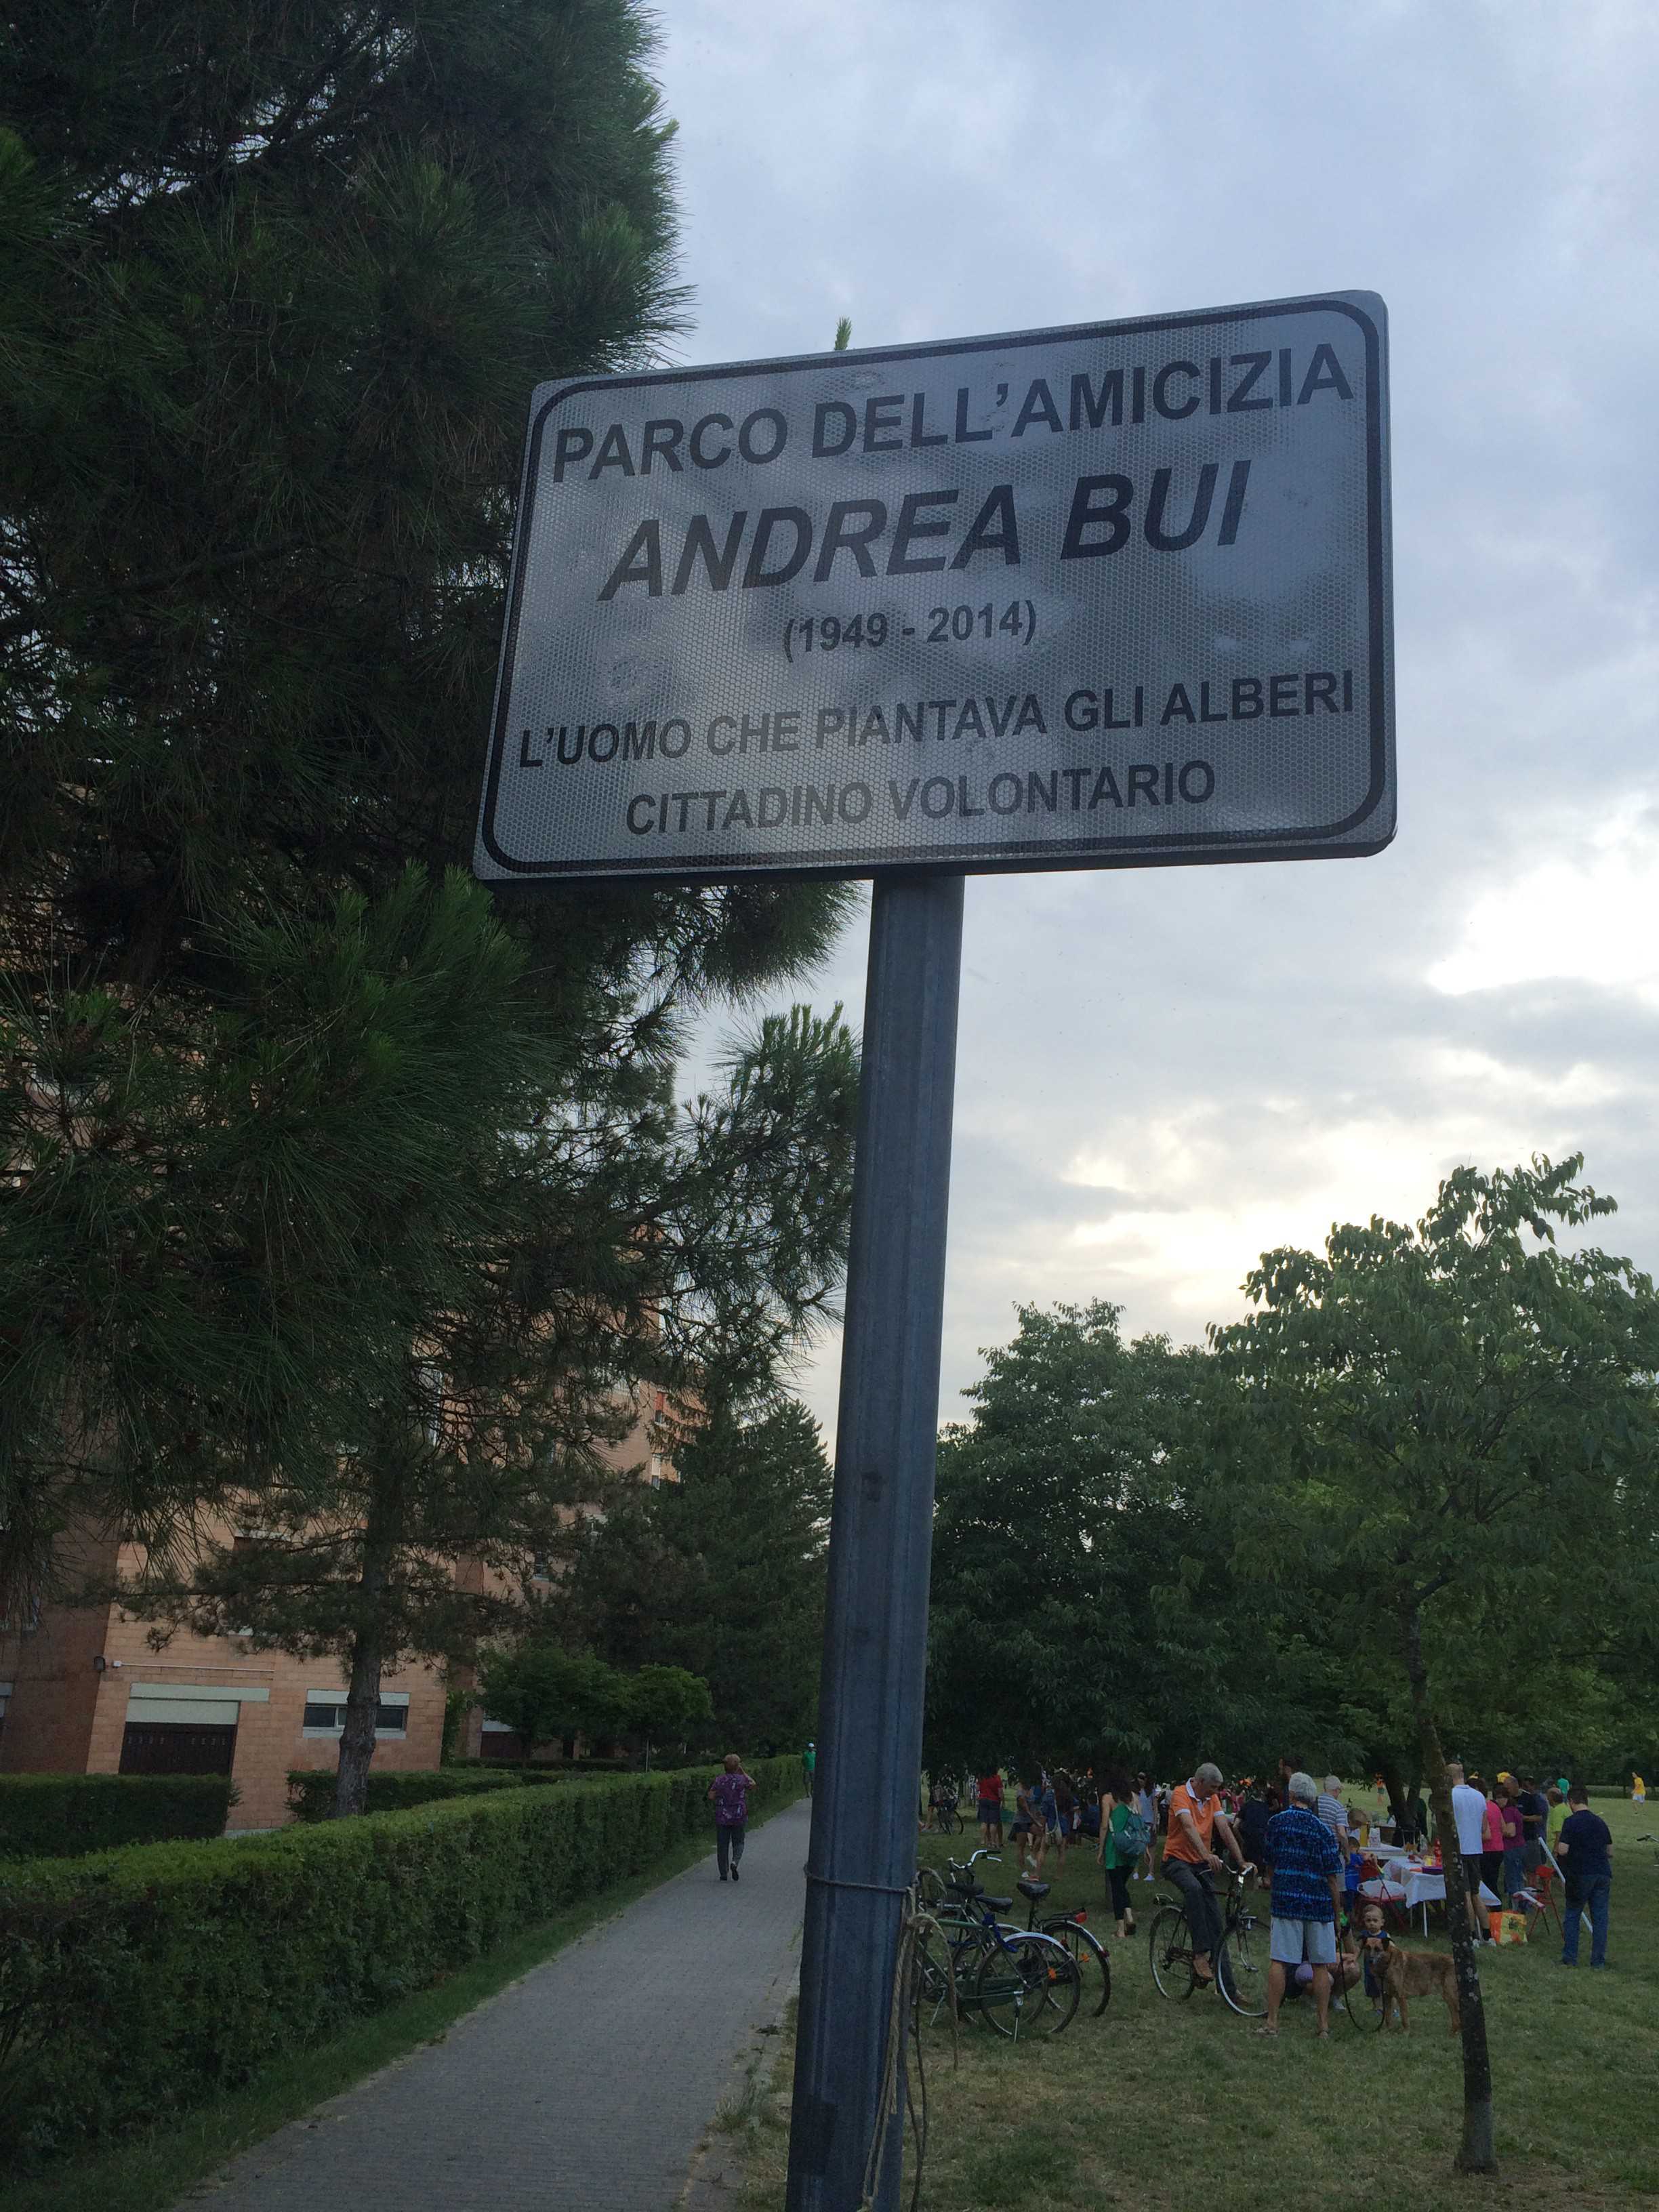 PARCO DELL'AMICIZIA
ANDREA BUI
(1949 - 2014)
L'UOMO CHE PIANTAVA GLI ALBERI
CITTADINO VOLONTARIO